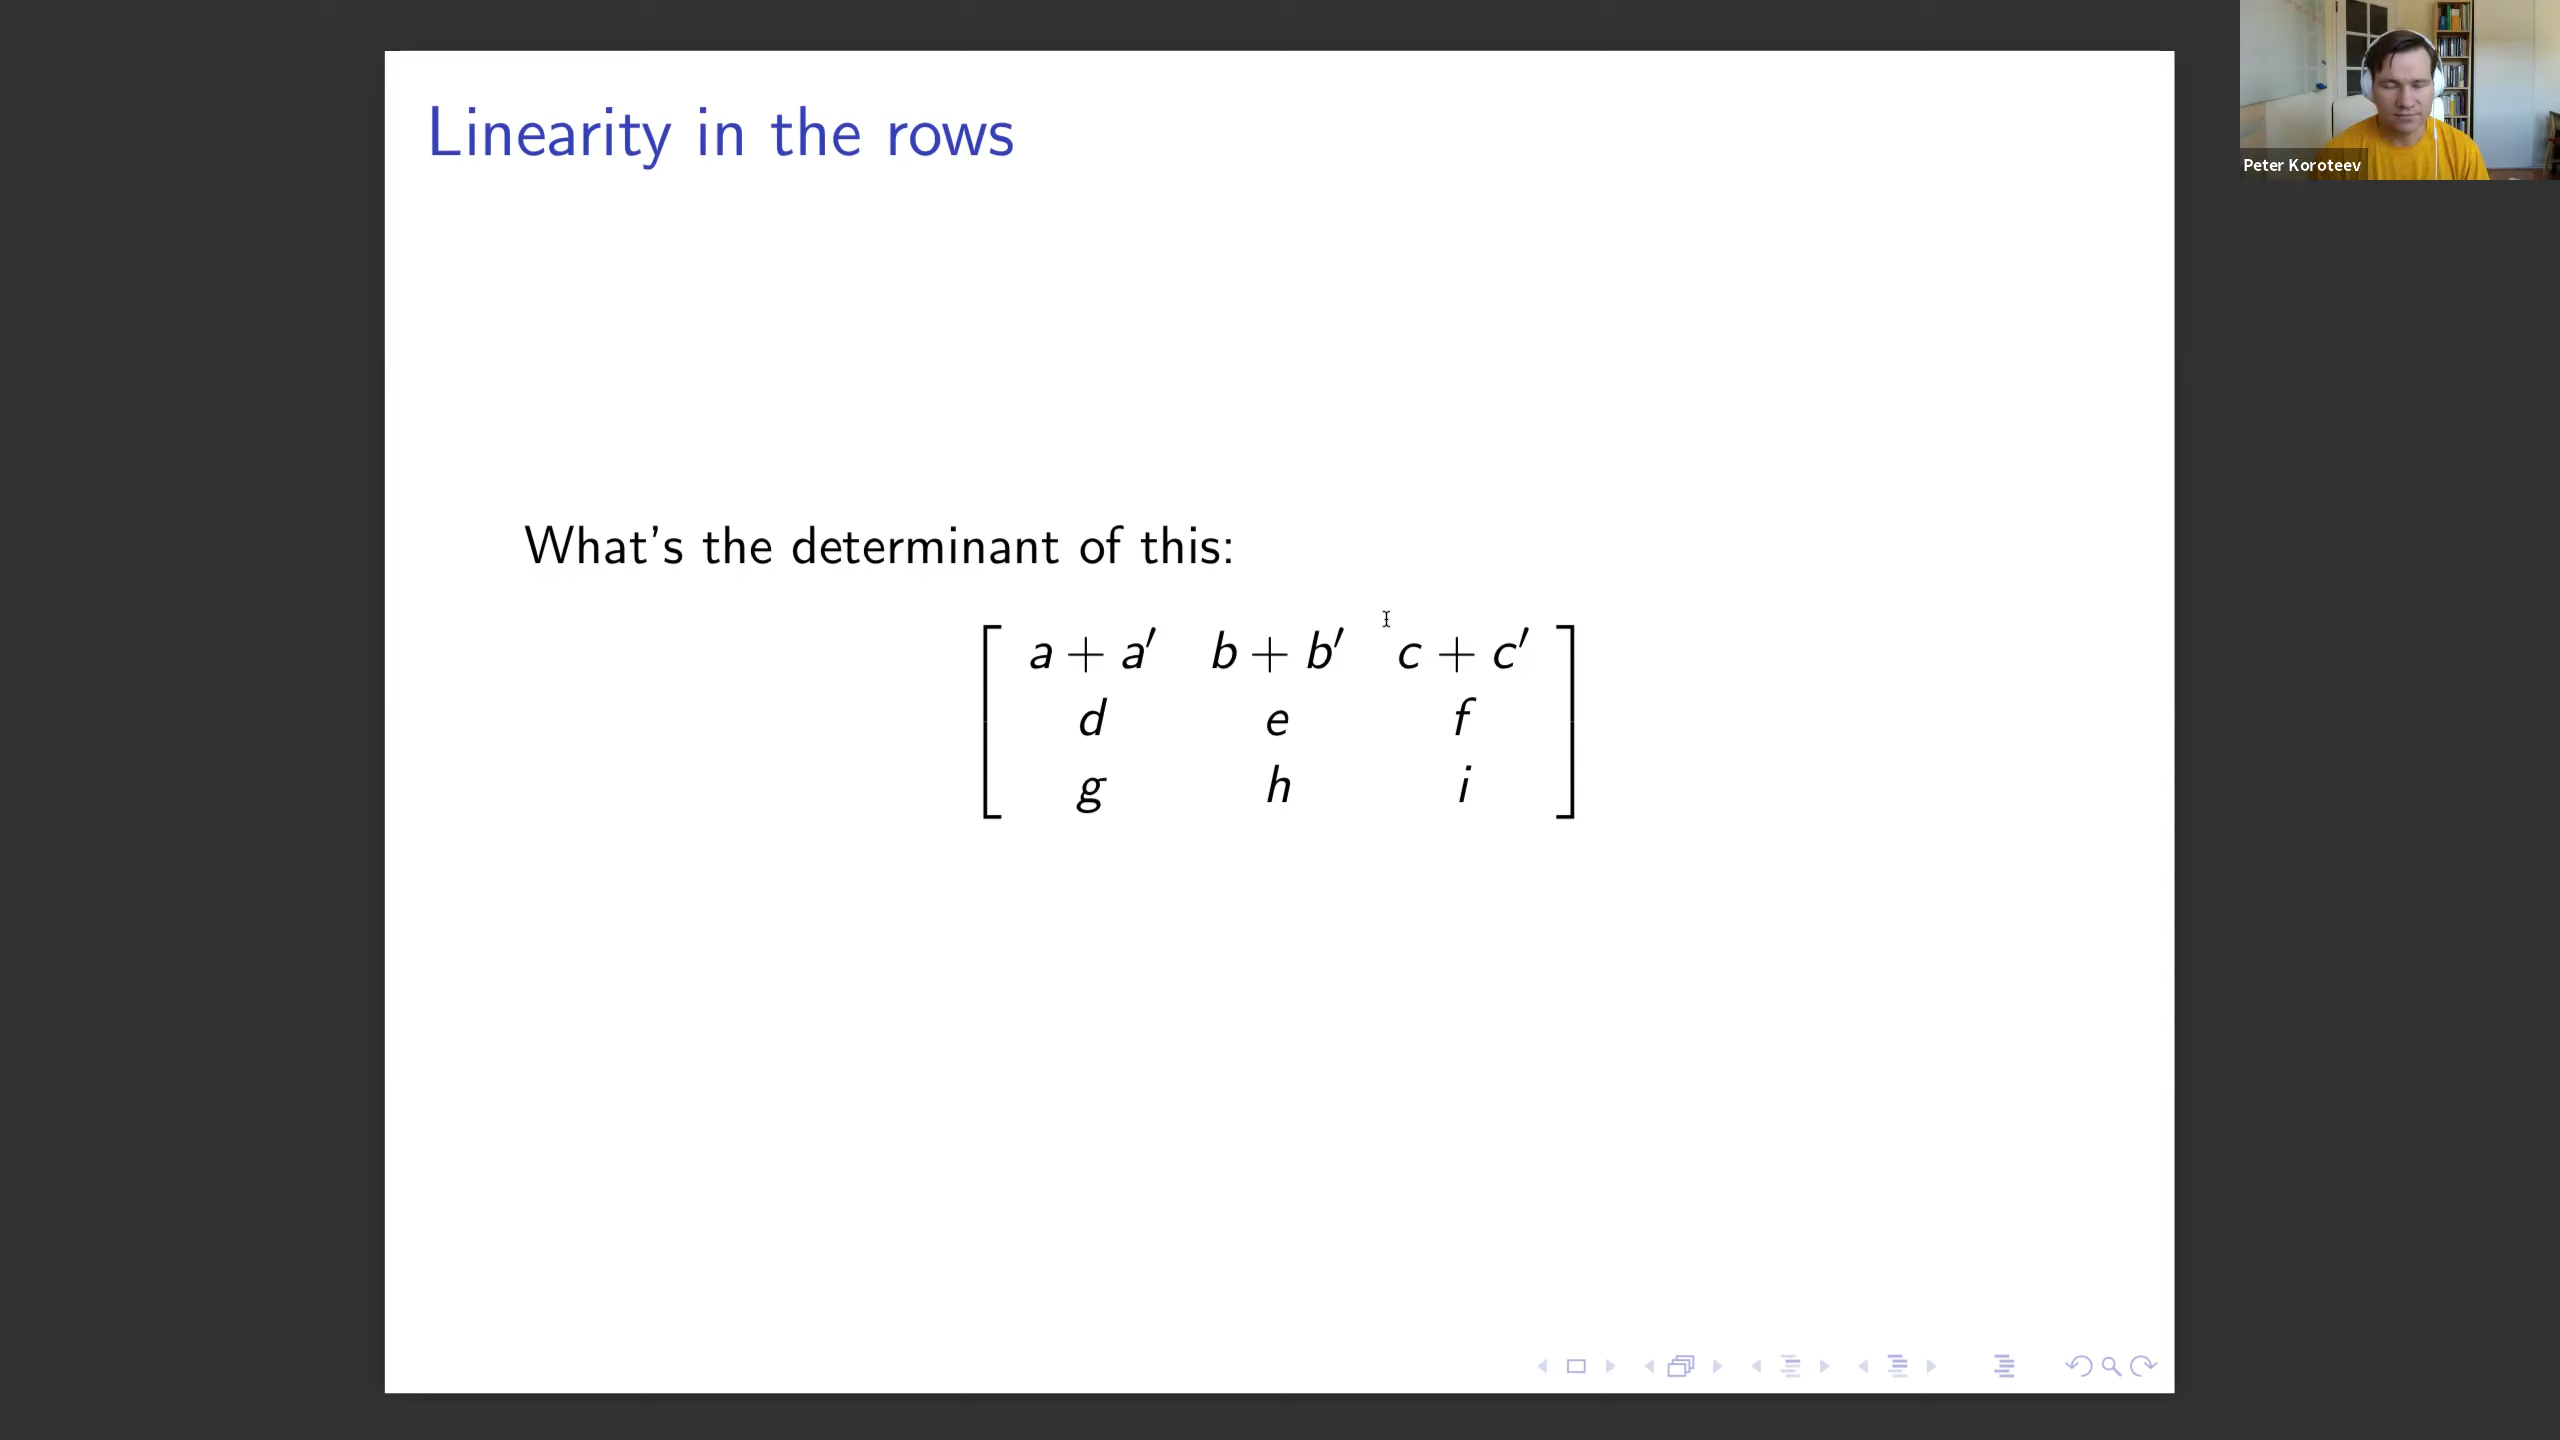 Linearity in the rows
Peter Koroteev
What's the determinant of this:
a + a′ b + b′ c + c′
d e f
g h i